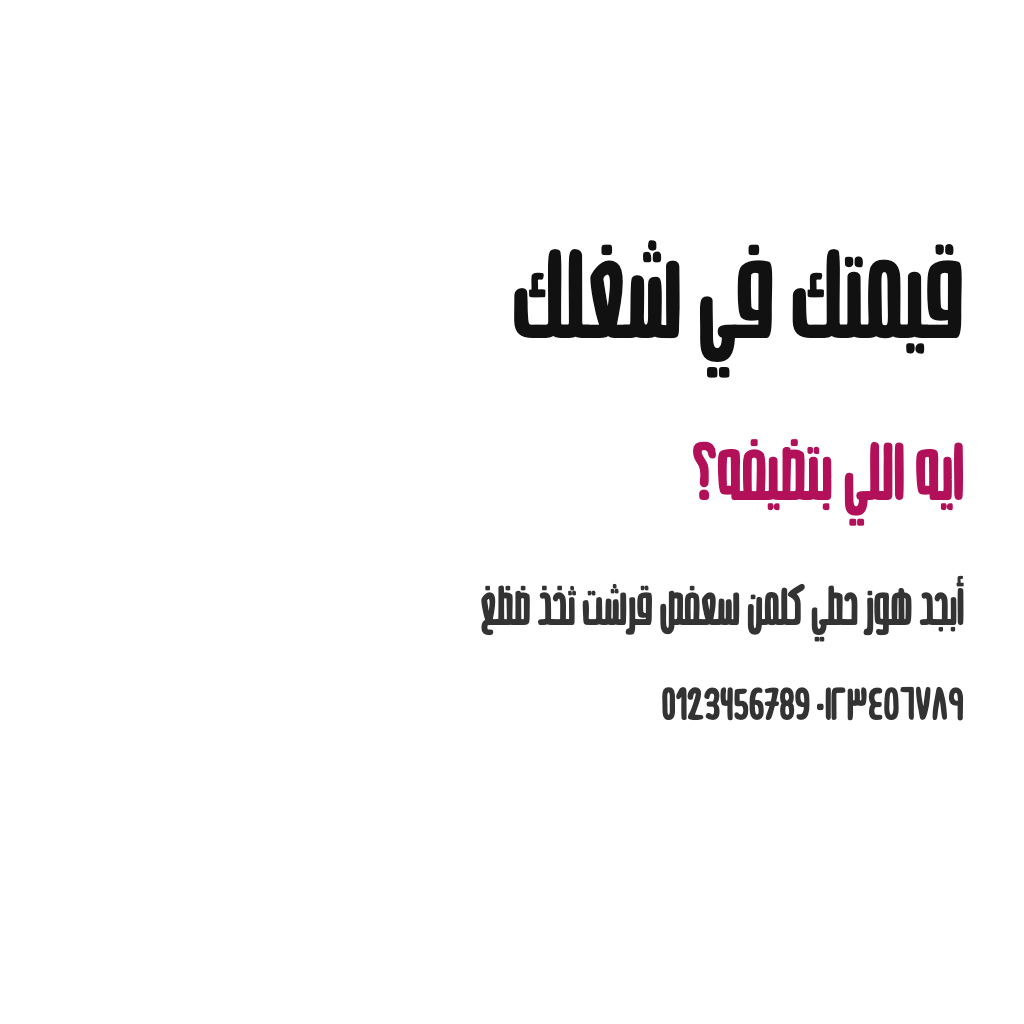 قيمتك في شغلك
ايه اللي بتضيفه؟
أبجد هوز حطي كلمن سعفص قرشت ثخذ ضظغ
0123456789 ٠١٢٣٤٥٦٧٨٩